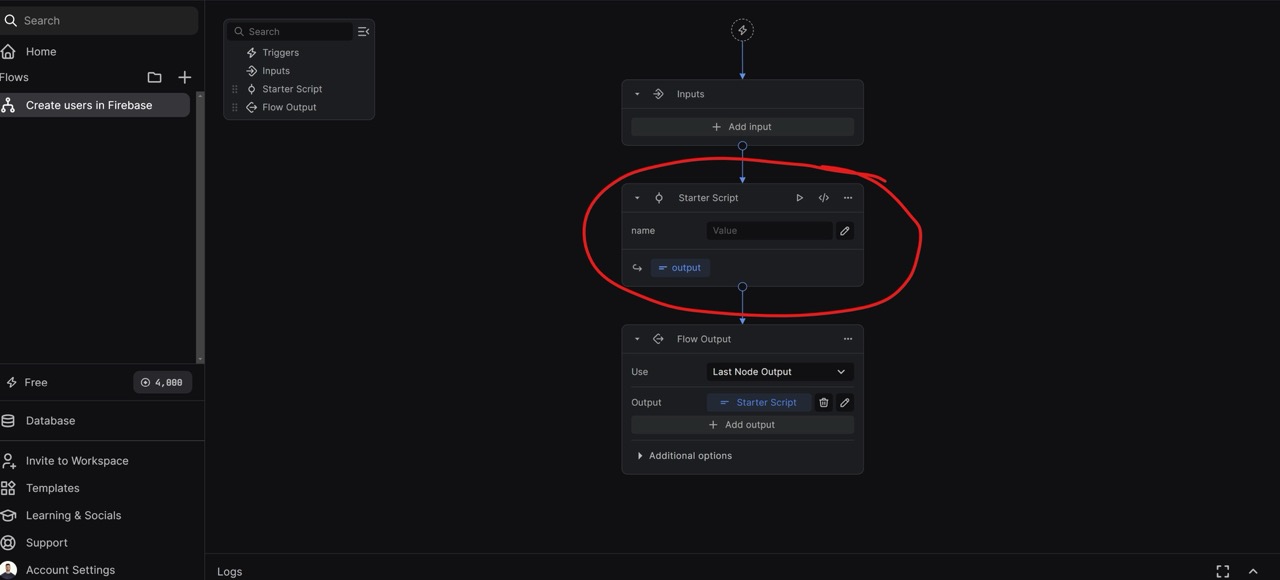 Search
Home
Flows
Create users in Firebase
Free
4,000
Database
Invite to Workspace
Templates
Learning & Socials
Support
Account Settings
Search
Triggers
Inputs
Starter Script
Flow Output
Inputs
Add input
Starter Script
name Value
output
Flow Output
Use Last Node Output
Output Starter Script
Add output
Additional options
Logs